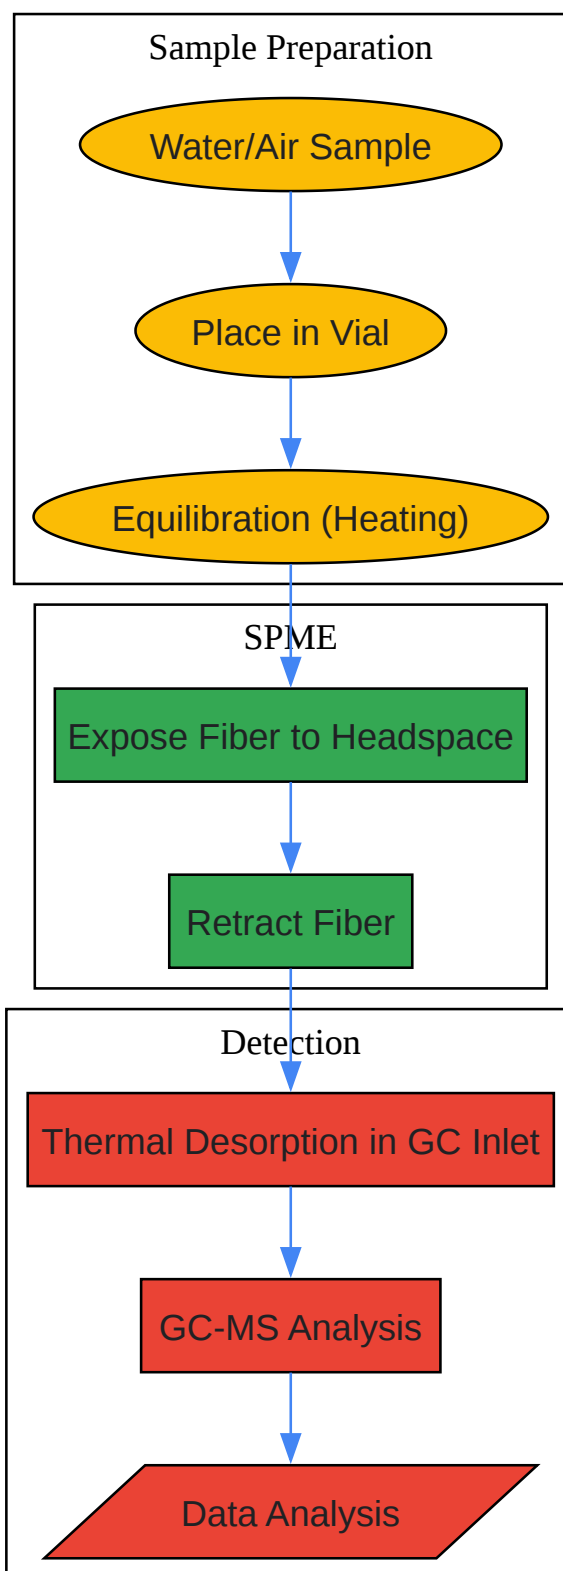 Sample Preparation
Water/Air Sample
Place in Vial
Equilibration (Heating)
SPME
Expose Fiber to Headspace
Retract Fiber
Detection
Thermal Desorption in GC Inlet
GC-MS Analysis
Data Analysis